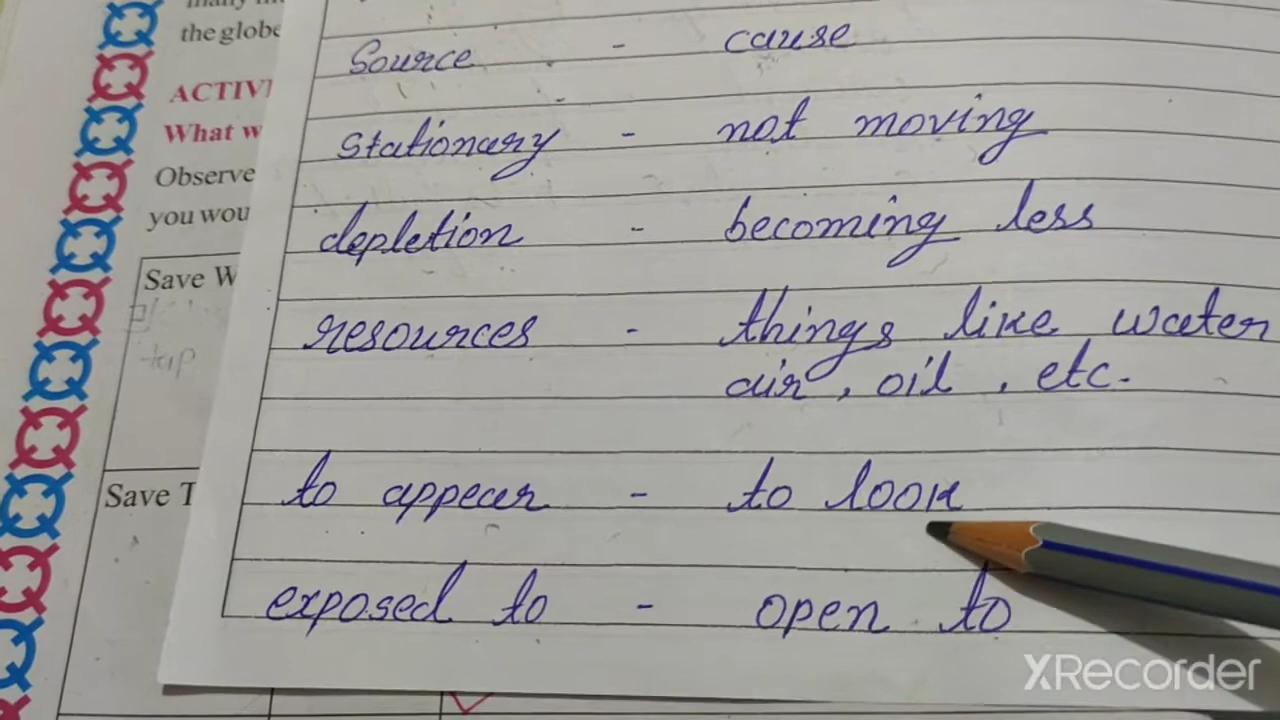 the globe
ACTIV
What w
Observe
you wou
Save W
tap
Save T
Source - cause
stationary - not moving
depletion - becoming less
resources - things like water
air, oil, etc.
to appear - to look
exposed to - open to
XRecorder